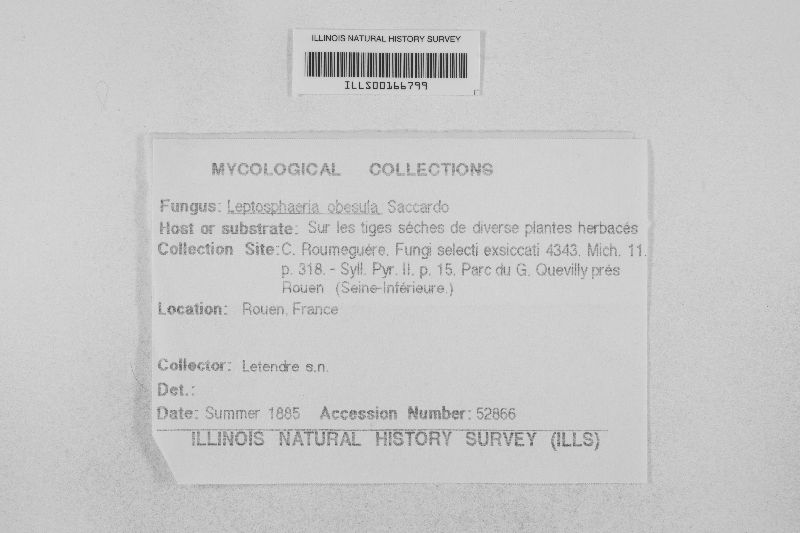 ILLINOIS NATURAL HISTORY SURVEY
ILLS00166799
MYCOLOGICAL COLLECTIONS
Fungus: Leptosphaeria obesula Saccardo
Host or substrate: Sur les tiges séches de diverse plantes herbacés
Collection Site: C. Roumeguére. Fungi selecti exsiccati 4343. Mich. 11.
p. 318. - Syll. Pyr. II. p. 15. Parc du G. Quevilly prés
Rouen (Seine-Inférieure.)
Location: Rouen, France
Collector: Letendre s.n.
Det.:
Date: Summer 1885 Accession Number: 52866
ILLINOIS NATURAL HISTORY SURVEY (ILLS)